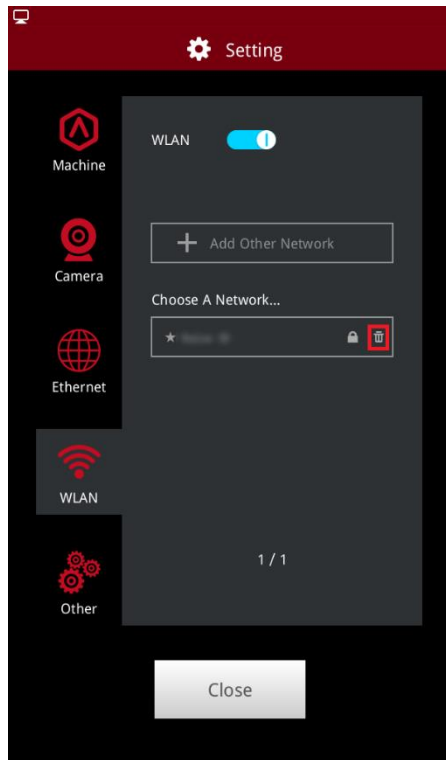 Setting
Machine
WLAN
Camera
Add Other Network
Choose A Network...
Ethernet
WLAN
1 / 1
Other
Close